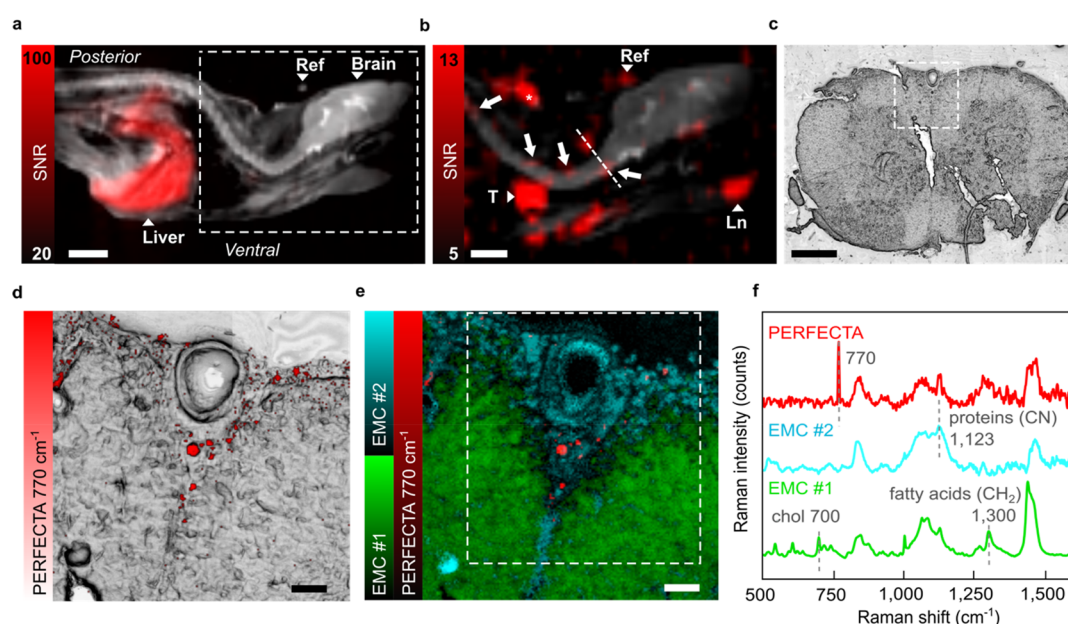 a
100
SNR
20
Posterior
Ref
Brain
Liver
Ventral
b
13
SNR
5
Ref
*
T
Ln
c
d
PERFECTA 770 cm⁻¹
e
EMC #2
EMC #1
PERFECTA 770 cm⁻¹
f
Raman intensity (counts)
PERFECTA
770
proteins (CN)
1,123
EMC #2
EMC #1
fatty acids (CH₂)
chol 700
1,300
500 750 1,000 1,250 1,500
Raman shift (cm⁻¹)